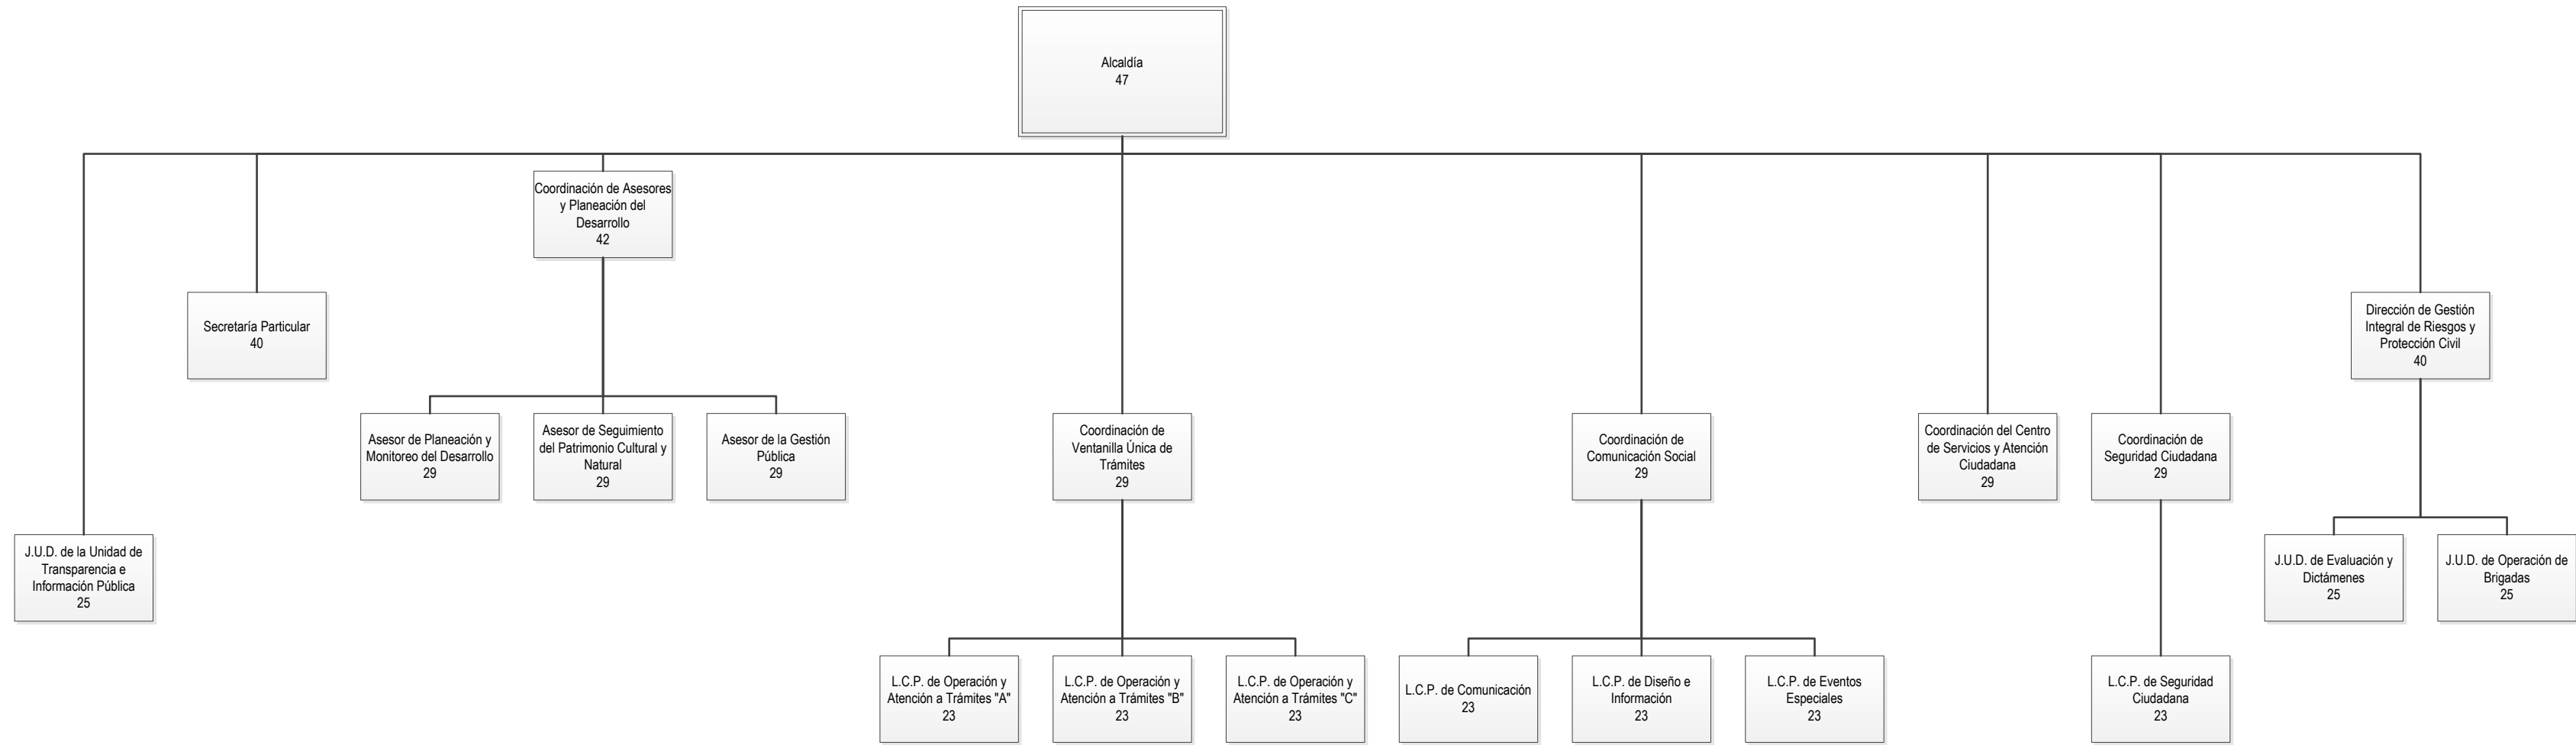 Alcaldía
47
Coordinación de Asesores
y Planeación del
Desarrollo
42
Secretaría Particular
40
Dirección de Gestión
Integral de Riesgos y
Protección Civil
40
Asesor de Planeación y
Monitoreo del Desarrollo
29
Asesor de Seguimiento
del Patrimonio Cultural y
Natural
29
Asesor de la Gestión
Pública
29
Coordinación de
Ventanilla Única de
Trámites
29
Coordinación de
Comunicación Social
29
Coordinación del Centro
de Servicios y Atención
Ciudadana
29
Coordinación de
Seguridad Ciudadana
29
J.U.D. de la Unidad de
Transparencia e
Información Pública
25
J.U.D. de Evaluación y
Dictámenes
25
J.U.D. de Operación de
Brigadas
25
L.C.P. de Operación y
Atención a Trámites "A"
23
L.C.P. de Operación y
Atención a Trámites "B"
23
L.C.P. de Operación y
Atención a Trámites "C"
23
L.C.P. de Comunicación
23
L.C.P. de Diseño e
Información
23
L.C.P. de Eventos
Especiales
23
L.C.P. de Seguridad
Ciudadana
23